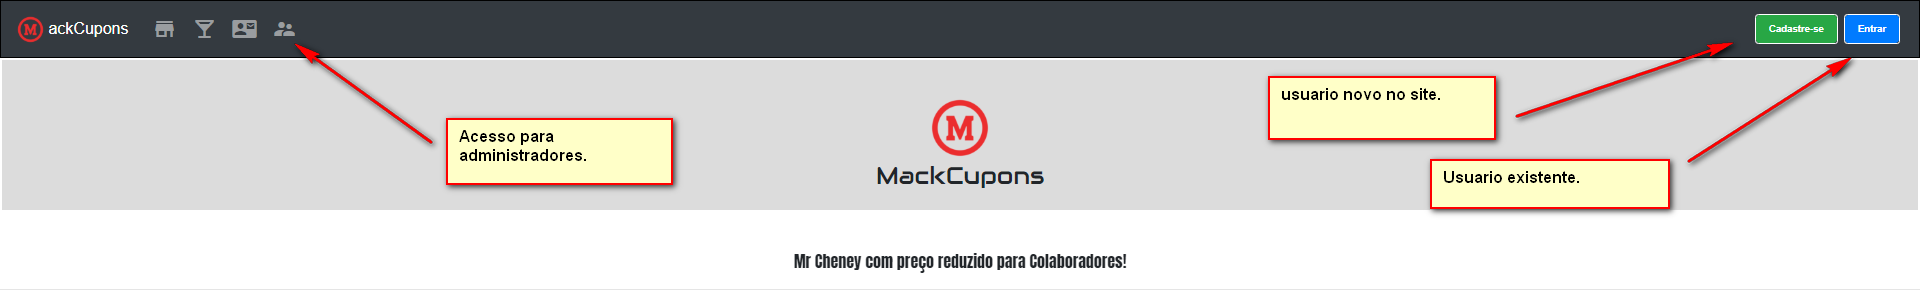 M ackCupons
Cadastre-se
Entrar
usuario novo no site.
Acesso para
administradores.
M
MackCupons
Usuario existente.
Mr Cheney com preço reduzido para Colaboradores!